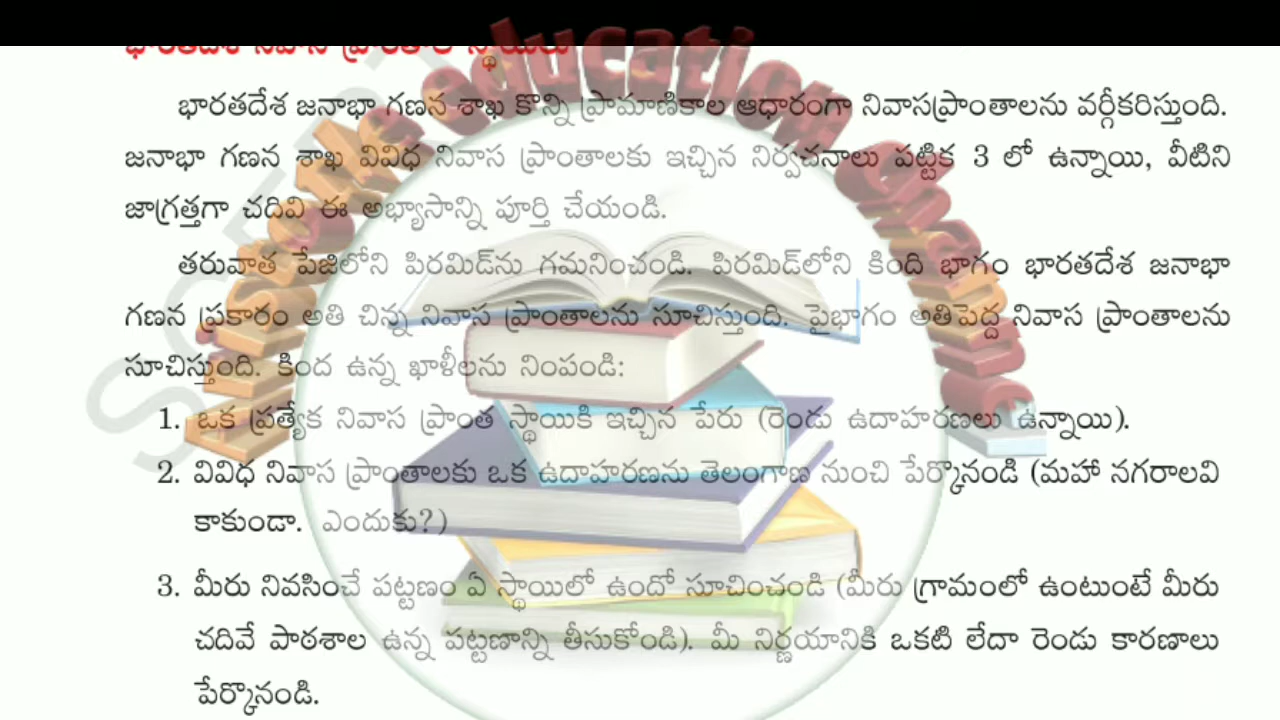 భారతదేశ నివాస ప్రాంతాల స్థాయిలు
భారతదేశ జనాభా గణన శాఖ కొన్ని ప్రామాణికాల ఆధారంగా నివాసప్రాంతాలను వర్గీకరిస్తుంది.
జనాభా గణన శాఖ వివిధ నివాస ప్రాంతాలకు ఇచ్చిన నిర్వచనాలు పట్టిక 3 లో ఉన్నాయి, వీటిని
జాగ్రత్తగా చదివి ఈ అభ్యాసాన్ని పూర్తి చేయండి.
తరువాత పేజీలోని పిరమిడ్‌ను గమనించండి. పిరమిడ్‌లోని కింది భాగం భారతదేశ జనాభా
గణన ప్రకారం అతి చిన్న నివాస ప్రాంతాలను సూచిస్తుంది. పైభాగం అతిపెద్ద నివాస ప్రాంతాలను
సూచిస్తుంది. కింద ఉన్న ఖాళీలను నింపండి:
1. ఒక ప్రత్యేక నివాస ప్రాంత స్థాయికి ఇచ్చిన పేరు (రెండు ఉదాహరణలు ఉన్నాయి).
2. వివిధ నివాస ప్రాంతాలకు ఒక ఉదాహరణను తెలంగాణ నుంచి పేర్కొనండి (మహా నగరాలవి
కాకుండా. ఎందుకు?)
3. మీరు నివసించే పట్టణం ఏ స్థాయిలో ఉందో సూచించండి (మీరు గ్రామంలో ఉంటుంటే మీరు
చదివే పాఠశాల ఉన్న పట్టణాన్ని తీసుకోండి). మీ నిర్ణయానికి ఒకటి లేదా రెండు కారణాలు
పేర్కొనండి.